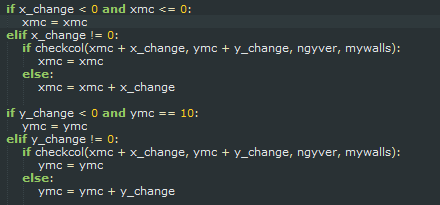 if x_change < 0 and xmc <= 0:
    xmc = xmc
elif x_change != 0:
    if checkcol(xmc + x_change, ymc + y_change, ngyver, mywalls):
        xmc = xmc
    else:
        xmc = xmc + x_change

if y_change < 0 and ymc == 10:
    ymc = ymc
elif y_change != 0:
    if checkcol(xmc + x_change, ymc + y_change, ngyver, mywalls):
        ymc = ymc
    else:
        ymc = ymc + y_change